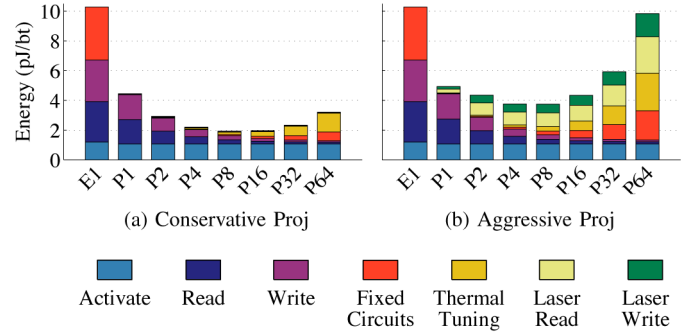 Energy (pJ/bt)
10
8
6
4
2
0
E1 P1 P2 P4 P8 P16 P32 P64
E1 P1 P2 P4 P8 P16 P32 P64
(a) Conservative Proj
(b) Aggressive Proj
Activate Read Write Fixed Thermal Laser Laser
Circuits Tuning Read Write